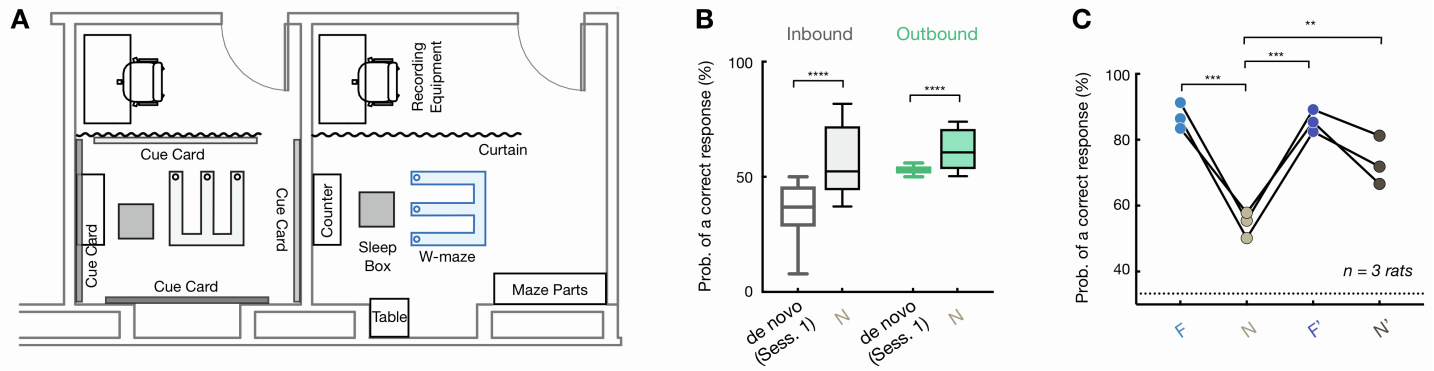 A
Recording
Equipment
Cue Card
Curtain
Cue Card
Cue Card
Cue Card
Counter
Sleep
Box
W-maze
Maze Parts
Table
B
Inbound
Outbound
Prob. of a correct response (%)
100
50
0
****
****
de novo
(Sess. 1)
N
de novo
(Sess. 1)
N
C
Prob. of a correct response (%)
100
80
60
40
**
***
***
n = 3 rats
F
N
F’
N’